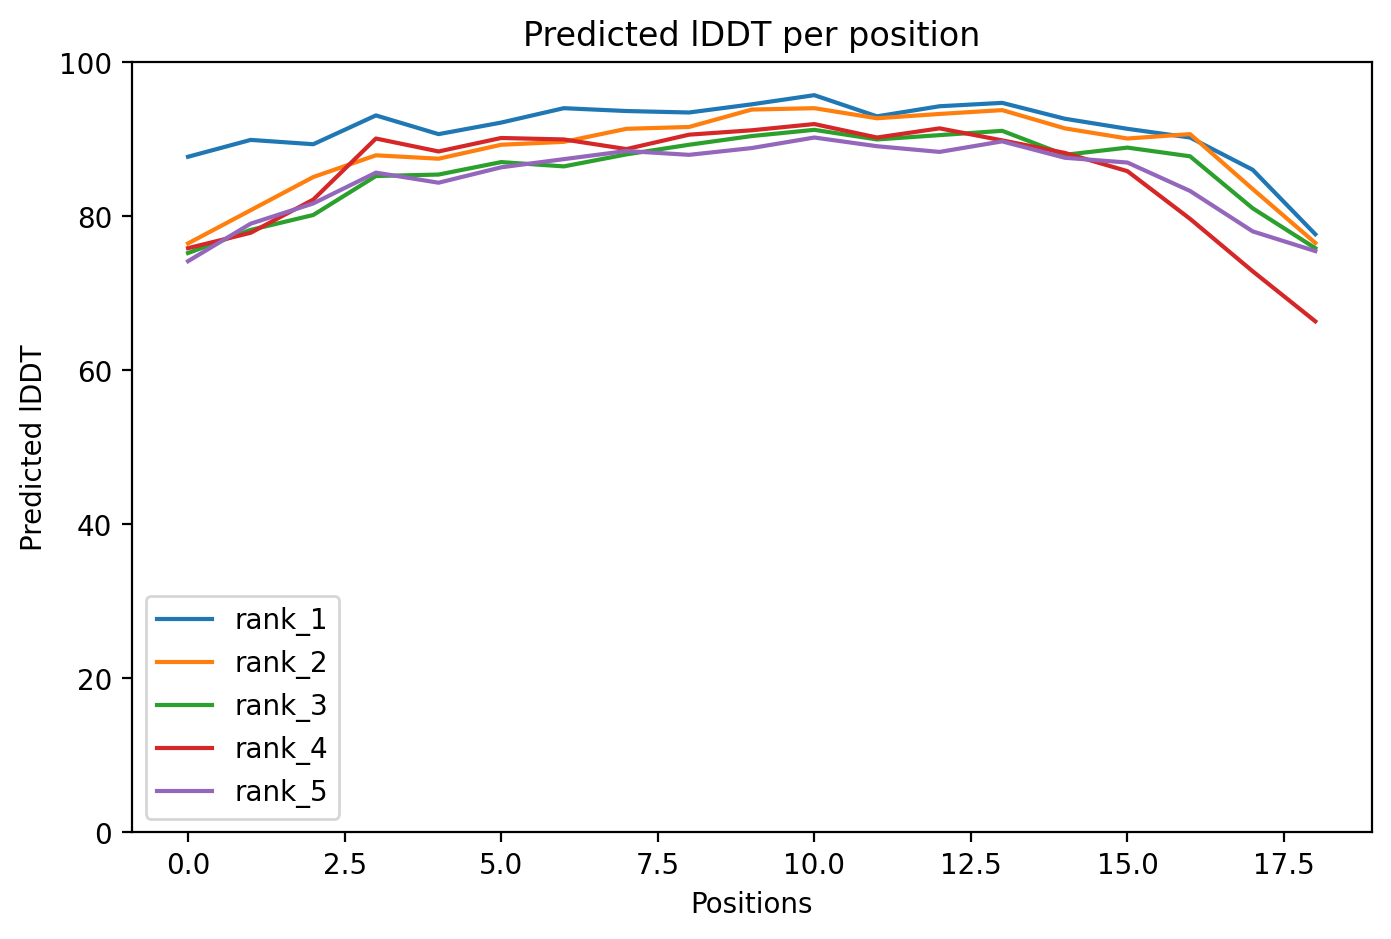 Predicted lDDT per position
100
80
60
40
20
0
Predicted lDDT
rank_1
rank_2
rank_3
rank_4
rank_5
0.0 2.5 5.0 7.5 10.0 12.5 15.0 17.5
Positions